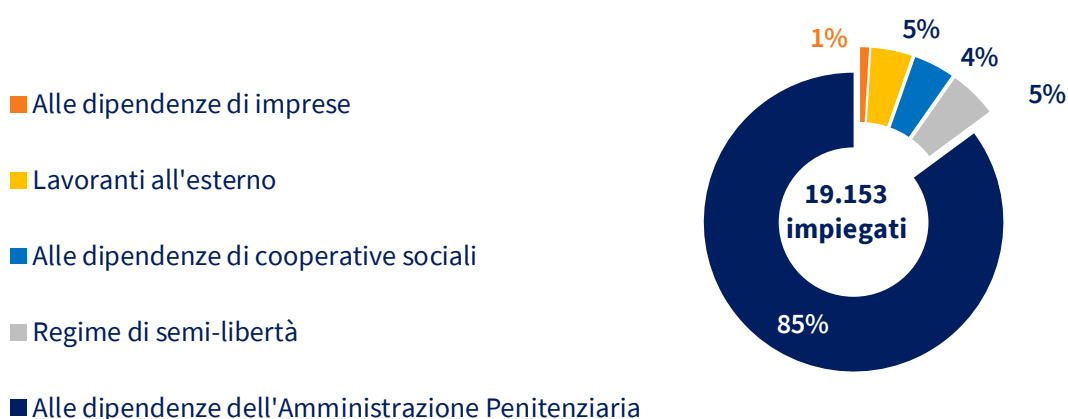 Alle dipendenze di imprese
Lavoranti all'esterno
Alle dipendenze di cooperative sociali
Regime di semi-libertà
Alle dipendenze dell'Amministrazione Penitenziaria
1%
5%
4%
5%
19.153
impiegati
85%